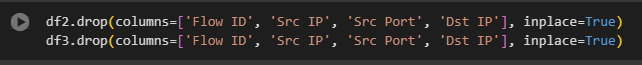 df2.drop(columns=['Flow ID', 'Src IP', 'Src Port', 'Dst IP'], inplace=True)
df3.drop(columns=['Flow ID', 'Src IP', 'Src Port', 'Dst IP'], inplace=True)